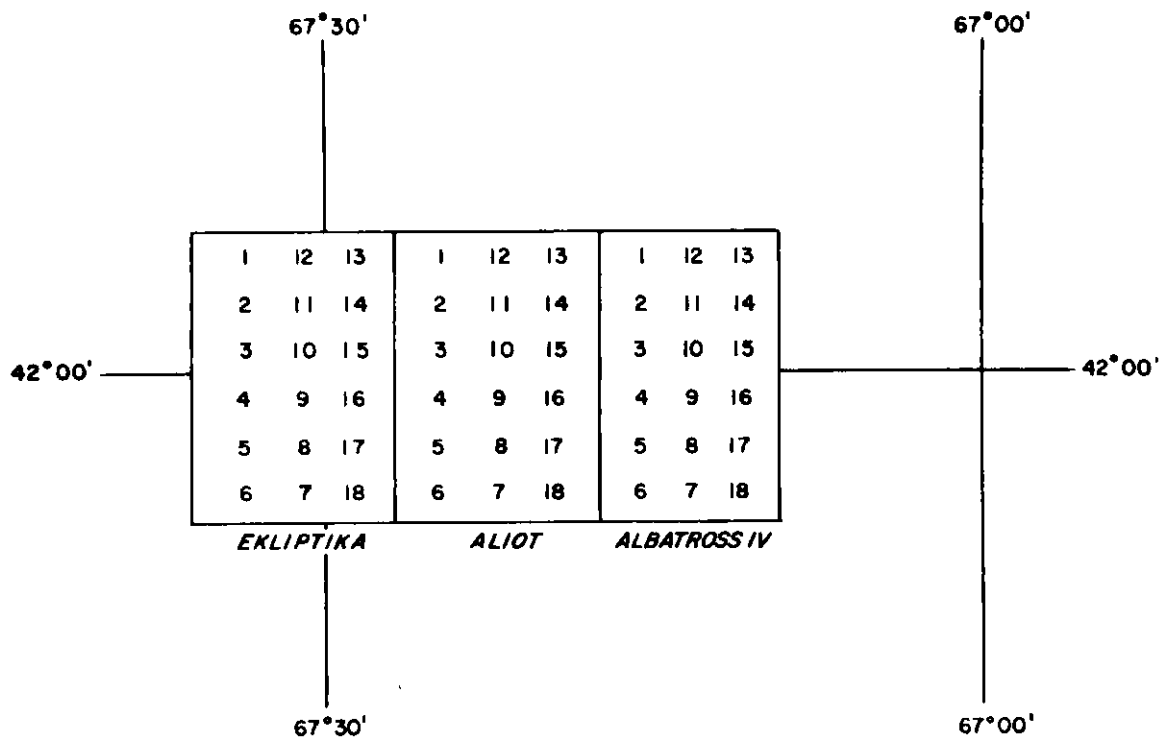 67°30' 67°00'
1 12 13 1 12 13 1 12 13
2 11 14 2 11 14 2 11 14
3 10 15 3 10 15 3 10 15
42°00' 42°00'
4 9 16 4 9 16 4 9 16
5 8 17 5 8 17 5 8 17
6 7 18 6 7 18 6 7 18
EKLIPTIKA ALIOT ALBATROSS IV
67°30' 67°00'